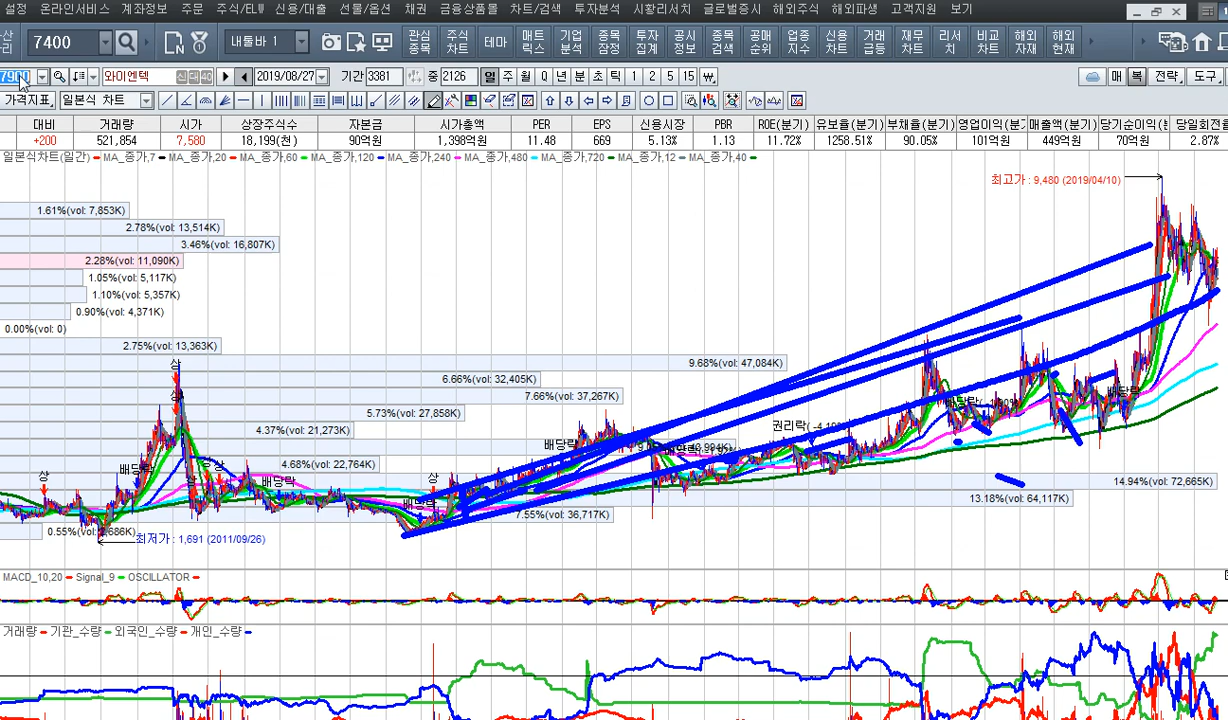 설정 온라인서비스 계좌정보 주문 주식/ELW 신용/대출 선물/옵션 채권 금융상품몰 차트/검색 투자분석 시황리서치 글로벌증시 해외주식 해외파생 고객지원 보기
7400 내툴바 1 관심종목 주식차트 테마 매트릭스 기업분석 종목잠정 투자집계 공시정보 종목검색 공매순위 업종지수 신용차트 거래급등 재무차트 리서치 비교차트 해외자재 해외현재
7900 와이엔텍 신 대 40 2019/08/27 기간 3381 중 2126 일 주 월 Q 년 분 초 틱 1 2 5 15 매 복 전략 도구
가격지표 일본식 차트
대비 거래량 시가 상장주식수 자본금 시가총액 PER EPS 신용시장 PBR ROE(분기) 유보율(분기) 부채율(분기) 영업이익(분기 매출액(분기) 당기순이익(분 당일회전율
+200 521,854 7,580 18,199(천) 90억원 1,398억원 11.48 669 5.13% 1.13 11.72% 1258.51% 90.05% 101억원 449억원 70억원 2.87%
일본식차트(일간) MA_종가,7 MA_종가,20 MA_종가,60 MA_종가,120 MA_종가,240 MA_종가,480 MA_종가,720 MA_종가,12 MA_종가,40
최고가 : 9,480 (2019/04/10)
1.61%(vol: 7,853K)
2.78%(vol: 13,514K)
3.46%(vol: 16,807K)
2.28%(vol: 11,090K)
1.05%(vol: 5,117K)
1.10%(vol: 5,357K)
0.90%(vol: 4,371K)
0.00%(vol: 0)
2.75%(vol: 13,363K)
상 9.68%(vol: 47,084K)
6.66%(vol: 32,405K)
상 7.66%(vol: 37,267K)
5.73%(vol: 27,858K)
4.37%(vol: 21,273K) 권리락
배당락
4.68%(vol: 22,764K)
배당락 상 상 배당락
상 배당락 14.94%(vol: 72,665K)
13.18%(vol: 64,117K)
7.55%(vol: 36,717K)
최저가 : 1,691 (2011/09/26)
MACD_10,20 Signal_9 OSCILLATOR
거래량 기관_수량 외국인_수량 개인_수량